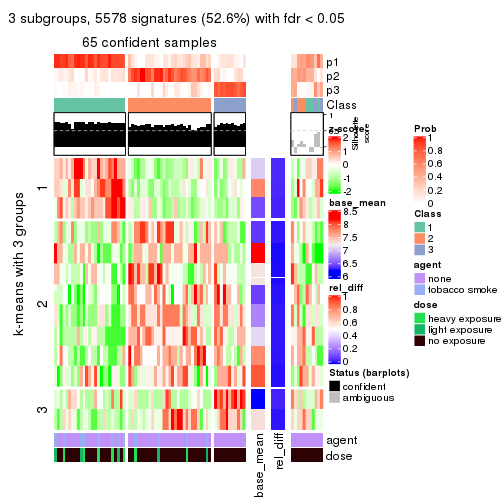 3 subgroups, 5578 signatures (52.6%) with fdr < 0.05
65 confident samples
p1
p2
p3
Class
1
0.5
Silhouette
score
z-score
2
1
0
-1
-2
base_mean
8.5
8
7.5
7
6.5
6
rel_diff
1
0.8
0.6
0.4
0.2
0
Status (barplots)
confident
ambiguous
Prob
1
0.8
0.6
0.4
0.2
0
Class
1
2
3
agent
none
tobacco smoke
dose
heavy exposure
light exposure
no exposure
k-means with 3 groups
1
2
3
agent
dose
base_mean
rel_diff